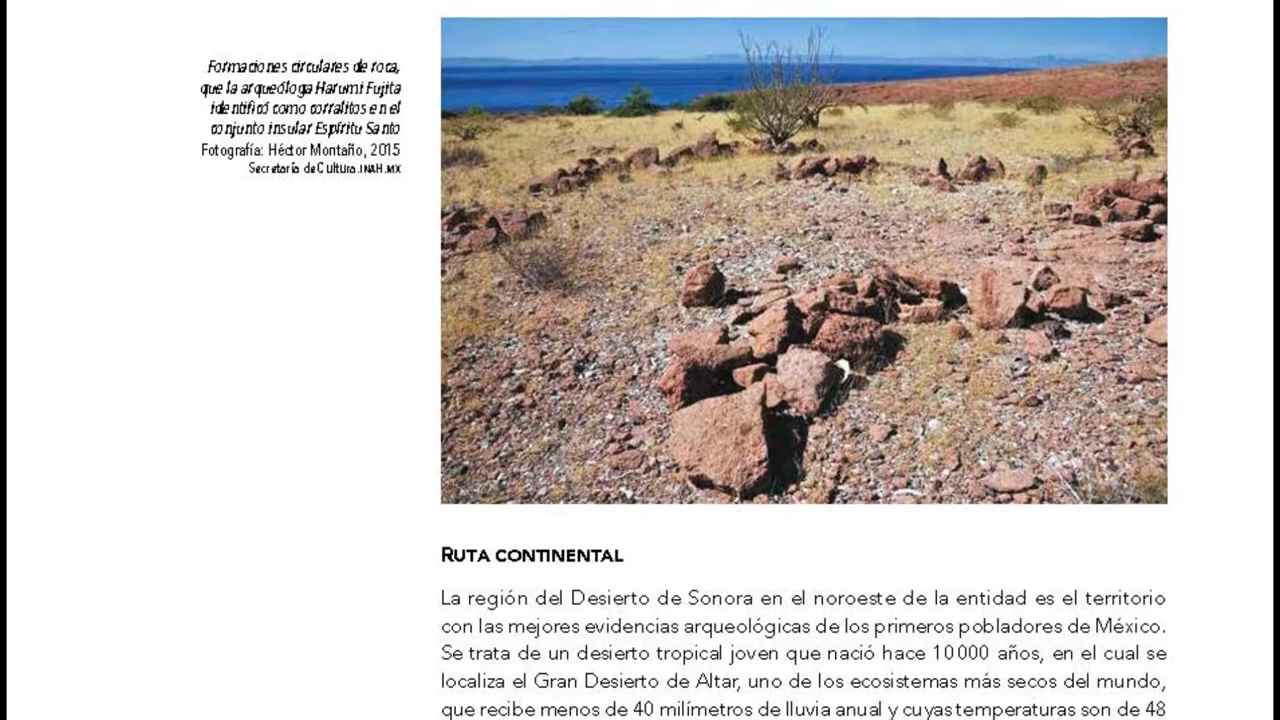 Formaciones circulares de roca,
que la arqueóloga Harumi Fujita
identificó como corralitos en el
conjunto insular Espíritu Santo
Fotografía: Héctor Montaño, 2015
Secretaría de Cultura.INAH.MX
RUTA CONTINENTAL
La región del Desierto de Sonora en el noroeste de la entidad es el territorio
con las mejores evidencias arqueológicas de los primeros pobladores de México.
Se trata de un desierto tropical joven que nació hace 10 000 años, en el cual se
localiza el Gran Desierto de Altar, uno de los ecosistemas más secos del mundo,
que recibe menos de 40 milímetros de lluvia anual y cuyas temperaturas son de 48